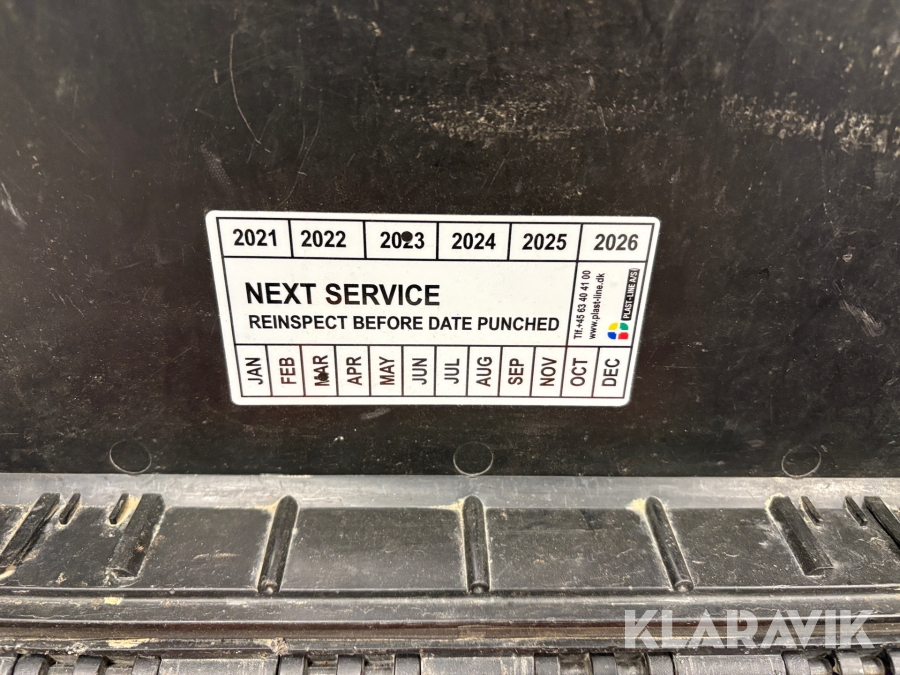 2021 2022 2023 2024 2025 2026
NEXT SERVICE
REINSPECT BEFORE DATE PUNCHED
Tlf.+45 63 40 41 00
www.plast-line.dk
PLAST-LINE A/S
JAN FEB MAR APR MAY JUN JUL AUG SEP NOV OCT DEC
KLARAVIK